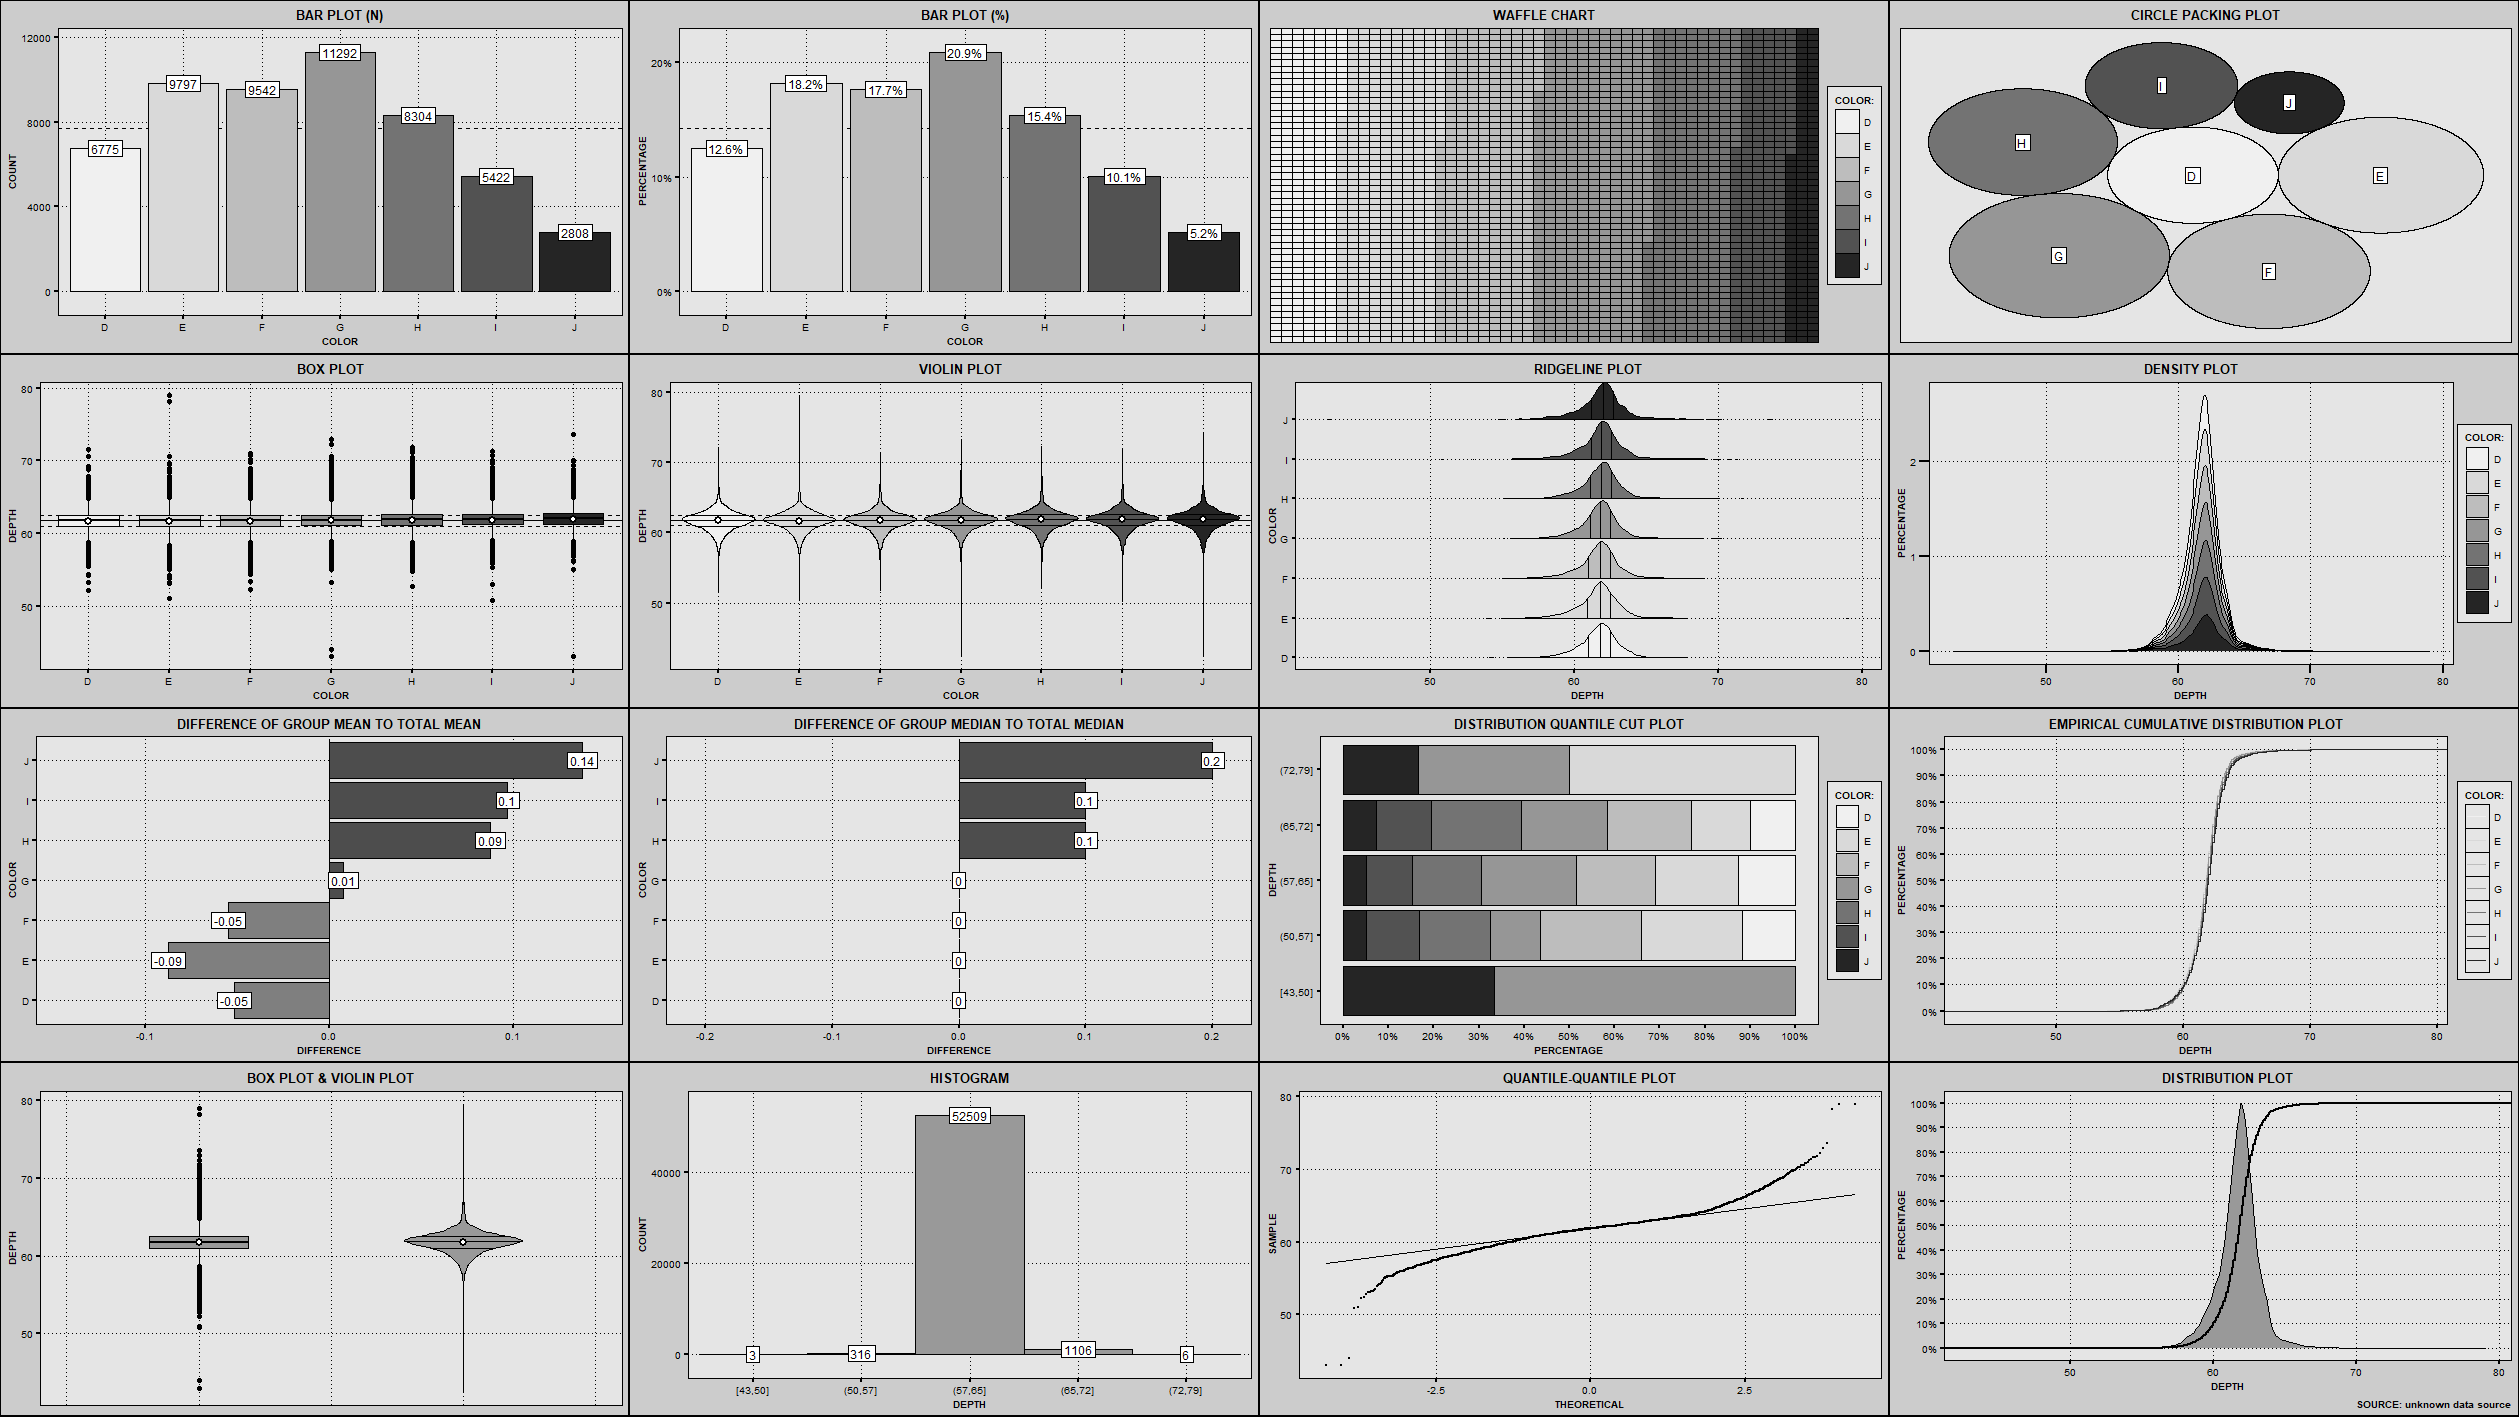 BAR PLOT (N)
12000
8000
4000
0
COUNT
6775
9797
9542
11292
8304
5422
2808
D E F G H I J
COLOR
BAR PLOT (%)
20%
10%
0%
PERCENTAGE
12.6%
18.2%
17.7%
20.9%
15.4%
10.1%
5.2%
D E F G H I J
COLOR
WAFFLE CHART
COLOR:
D
E
F
G
H
I
J
CIRCLE PACKING PLOT
I
J
H
D
E
G
F
BOX PLOT
80
70
60
50
DEPTH
D E F G H I J
COLOR
VIOLIN PLOT
80
70
60
50
DEPTH
D E F G H I J
COLOR
RIDGELINE PLOT
J
I
H
G
F
E
D
COLOR
50 60 70 80
DEPTH
DENSITY PLOT
2
1
0
PERCENTAGE
50 60 70 80
DEPTH
COLOR:
D
E
F
G
H
I
J
DIFFERENCE OF GROUP MEAN TO TOTAL MEAN
J
I
H
G
F
E
D
COLOR
0.14
0.1
0.09
0.01
-0.05
-0.09
-0.05
-0.1 0.0 0.1
DIFFERENCE
DIFFERENCE OF GROUP MEDIAN TO TOTAL MEDIAN
J
I
H
G
F
E
D
COLOR
0.2
0.1
0.1
0
0
0
0
-0.2 -0.1 0.0 0.1 0.2
DIFFERENCE
DISTRIBUTION QUANTILE CUT PLOT
(72,79]
(65,72]
(57,65]
(50,57]
[43,50]
DEPTH
0% 10% 20% 30% 40% 50% 60% 70% 80% 90% 100%
PERCENTAGE
COLOR:
D
E
F
G
H
I
J
EMPIRICAL CUMULATIVE DISTRIBUTION PLOT
100%
90%
80%
70%
60%
50%
40%
30%
20%
10%
0%
PERCENTAGE
50 60 70 80
DEPTH
COLOR:
D
E
F
G
H
I
J
BOX PLOT & VIOLIN PLOT
80
70
60
50
DEPTH
HISTOGRAM
40000
20000
0
COUNT
3
316
52509
1106
6
[43,50] (50,57] (57,65] (65,72] (72,79]
DEPTH
QUANTILE-QUANTILE PLOT
80
70
60
50
SAMPLE
-2.5 0.0 2.5
THEORETICAL
DISTRIBUTION PLOT
100%
90%
80%
70%
60%
50%
40%
30%
20%
10%
0%
PERCENTAGE
50 60 70 80
DEPTH
SOURCE: unknown data source